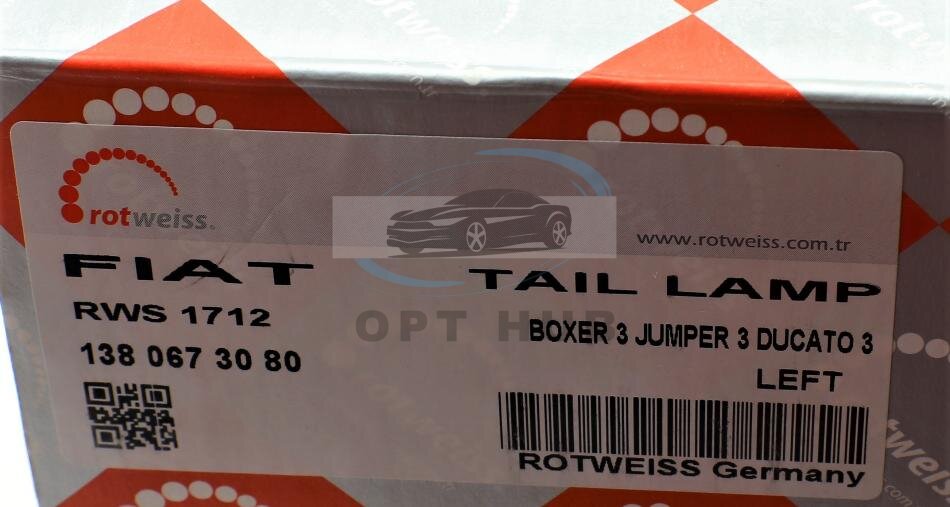 rotweiss.
www.rotweiss.com.tr
FIAT
TAIL LAMP
RWS 1712
OPT HUB
BOXER 3 JUMPER 3 DUCATO 3
138 067 30 80
LEFT
ROTWEISS Germany
rotweiss